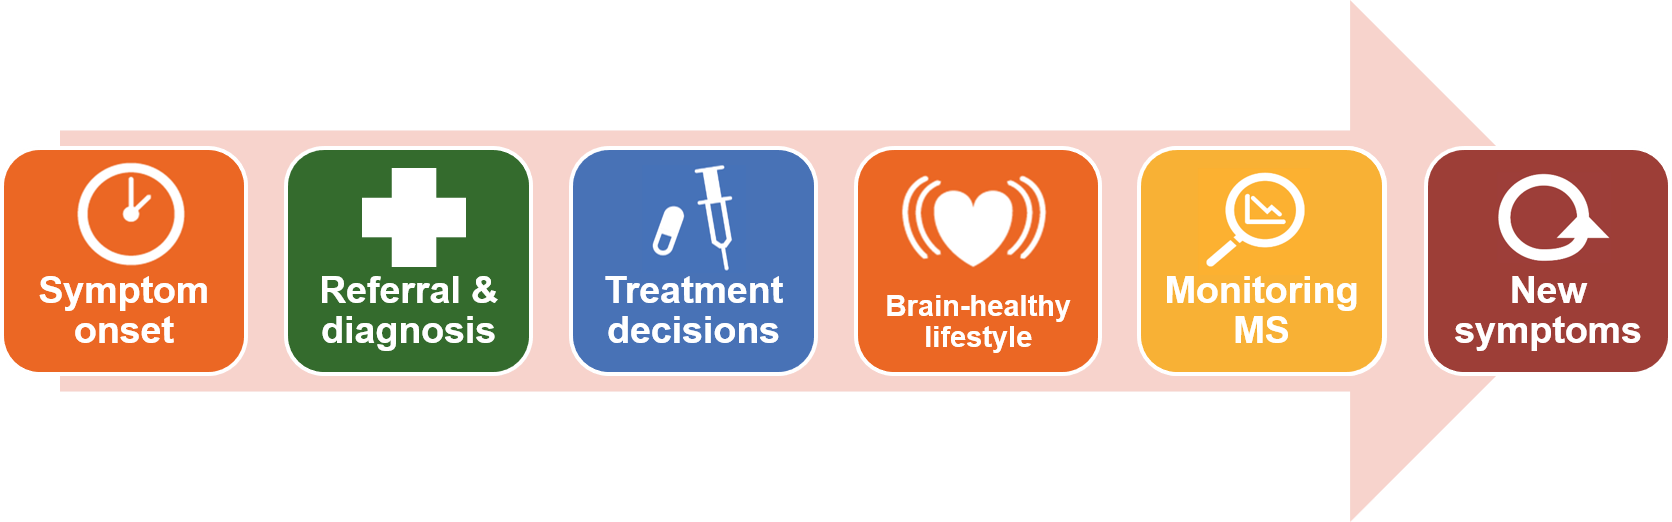 Symptom
onset
Referral &
diagnosis
Treatment
decisions
Brain-healthy
lifestyle
Monitoring
MS
New
symptoms